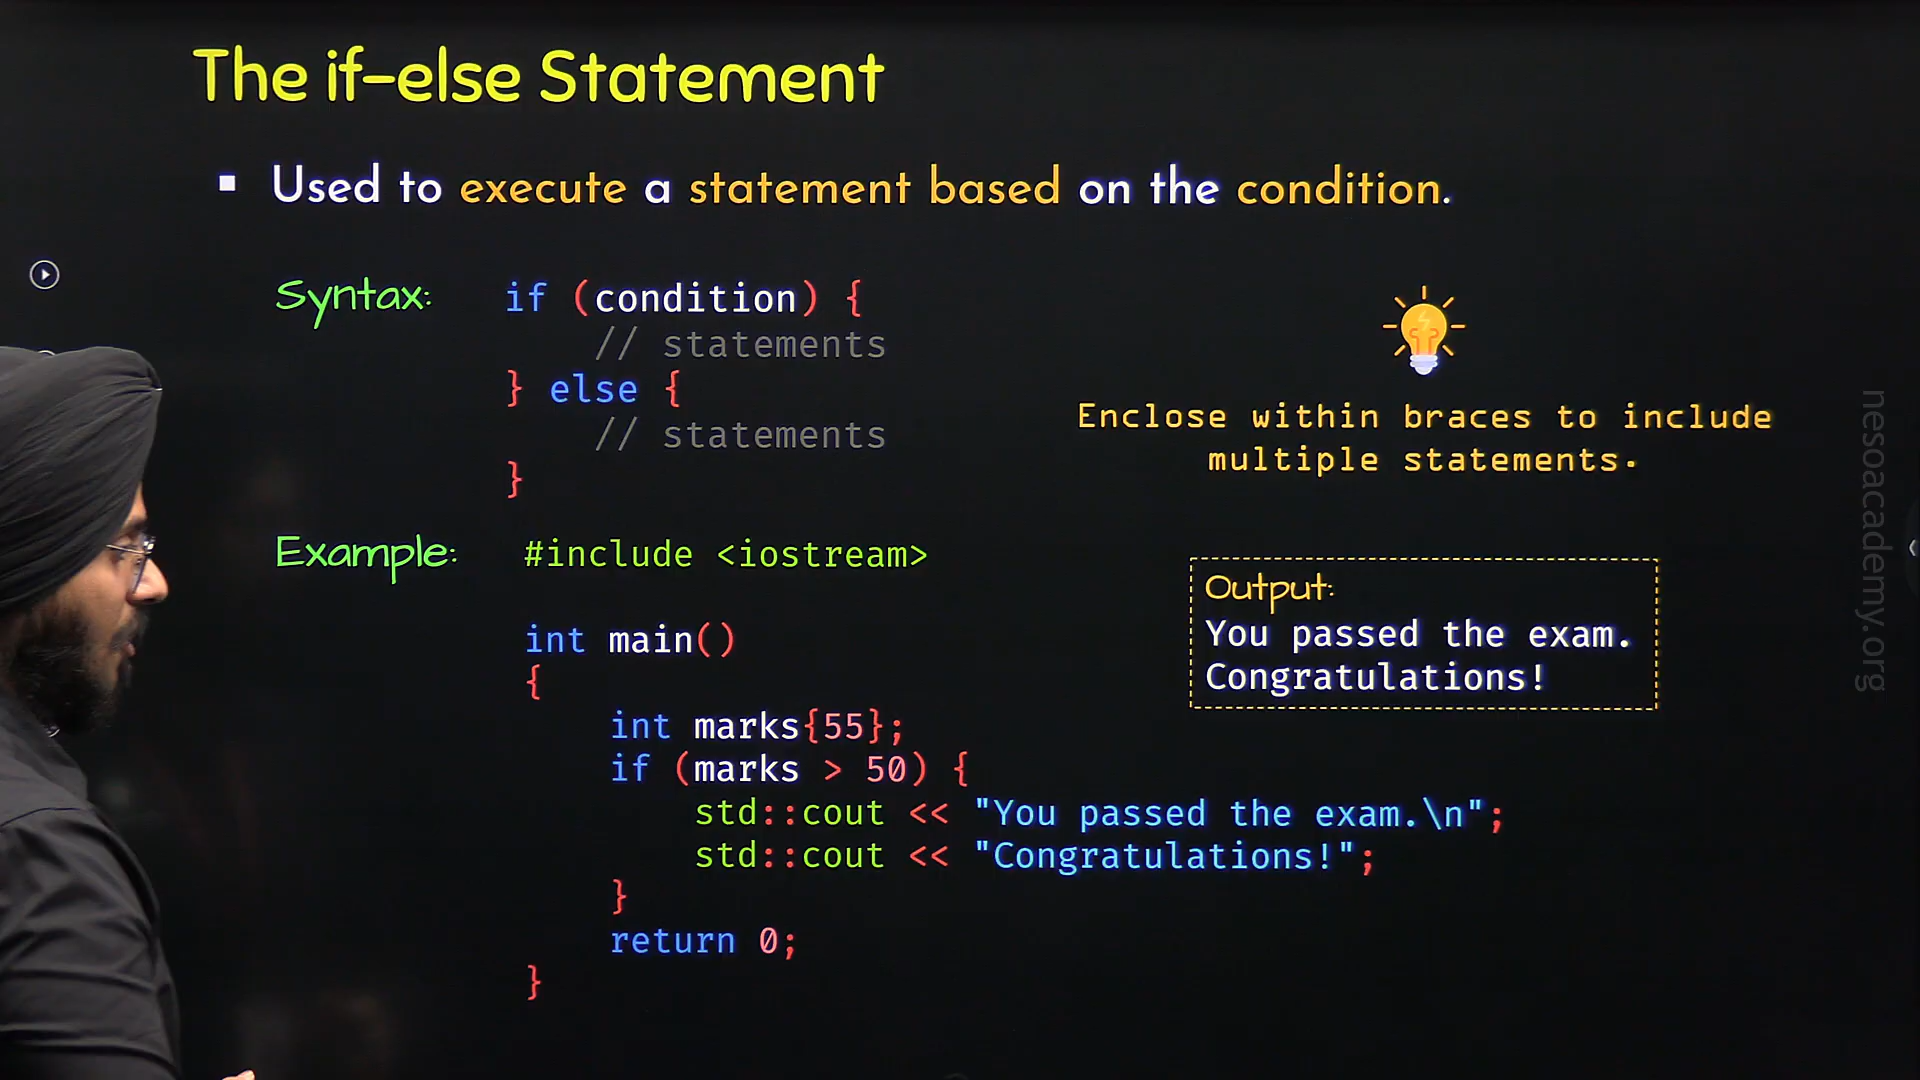 The if-else Statement
▪ Used to execute a statement based on the condition.
Syntax:
if (condition) {
    // statements
} else {
    // statements
}
Enclose within braces to include
multiple statements.
Example:
#include <iostream>
int main()
{
    int marks{55};
    if (marks > 50) {
        std::cout << "You passed the exam.\n";
        std::cout << "Congratulations!";
    }
    return 0;
}
Output:
You passed the exam.
Congratulations!
nesoacademy.org